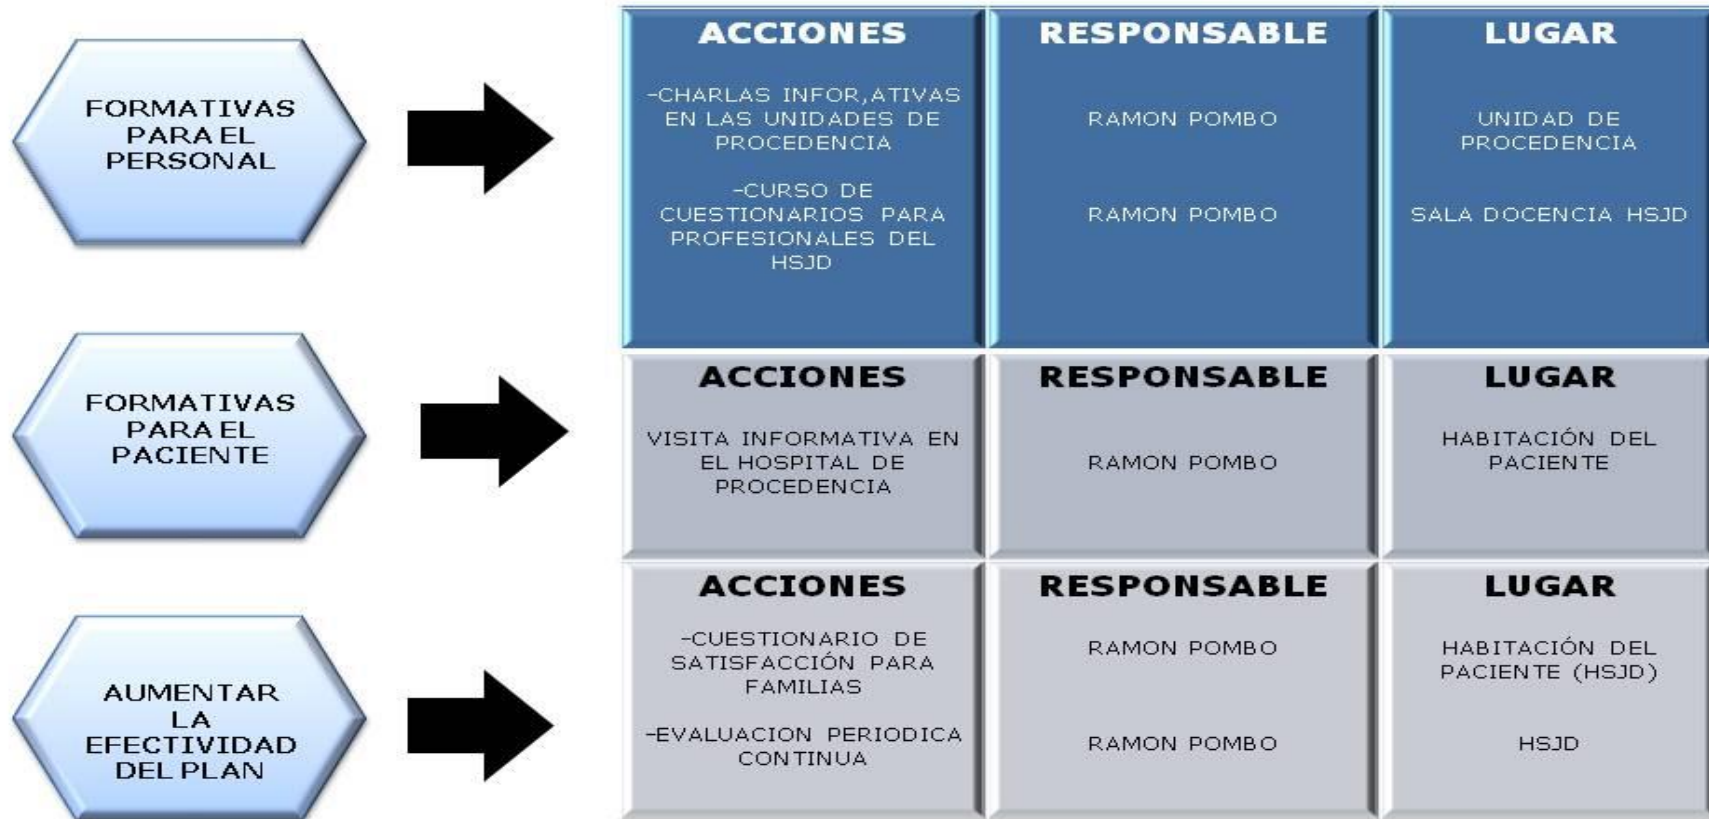 FORMATIVAS
PARA EL
PERSONAL
ACCIONES
-CHARLAS INFOR,ATIVAS
EN LAS UNIDADES DE
PROCEDENCIA
-CURSO DE
CUESTIONARIOS PARA
PROFESIONALES DEL
HSJD
RESPONSABLE
RAMON POMBO
RAMON POMBO
LUGAR
UNIDAD DE
PROCEDENCIA
SALA DOCENCIA HSJD
FORMATIVAS
PARA EL
PACIENTE
ACCIONES
VISITA INFORMATIVA EN
EL HOSPITAL DE
PROCEDENCIA
RESPONSABLE
RAMON POMBO
LUGAR
HABITACIÓN DEL
PACIENTE
AUMENTAR
LA
EFECTIVIDAD
DEL PLAN
ACCIONES
-CUESTIONARIO DE
SATISFACCIÓN PARA
FAMILIAS
-EVALUACION PERIODICA
CONTINUA
RESPONSABLE
RAMON POMBO
RAMON POMBO
LUGAR
HABITACIÓN DEL
PACIENTE (HSJD)
HSJD